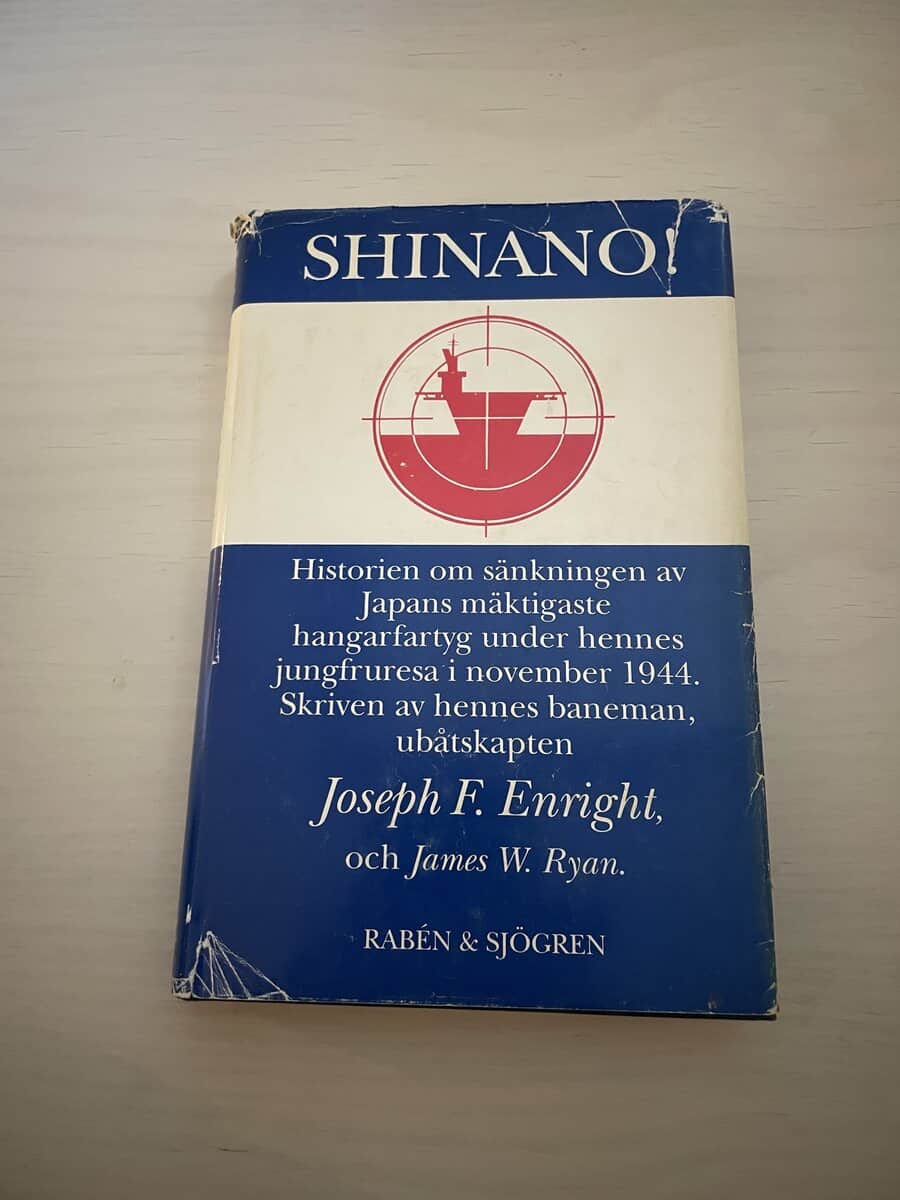 SHINANO!
Historien om sänkningen av
Japans mäktigaste
hangarfartyg under hennes
jungfruresa i november 1944.
Skriven av hennes baneman,
ubåtskapten
Joseph F. Enright,
och James W. Ryan.
RABÉN & SJÖGREN